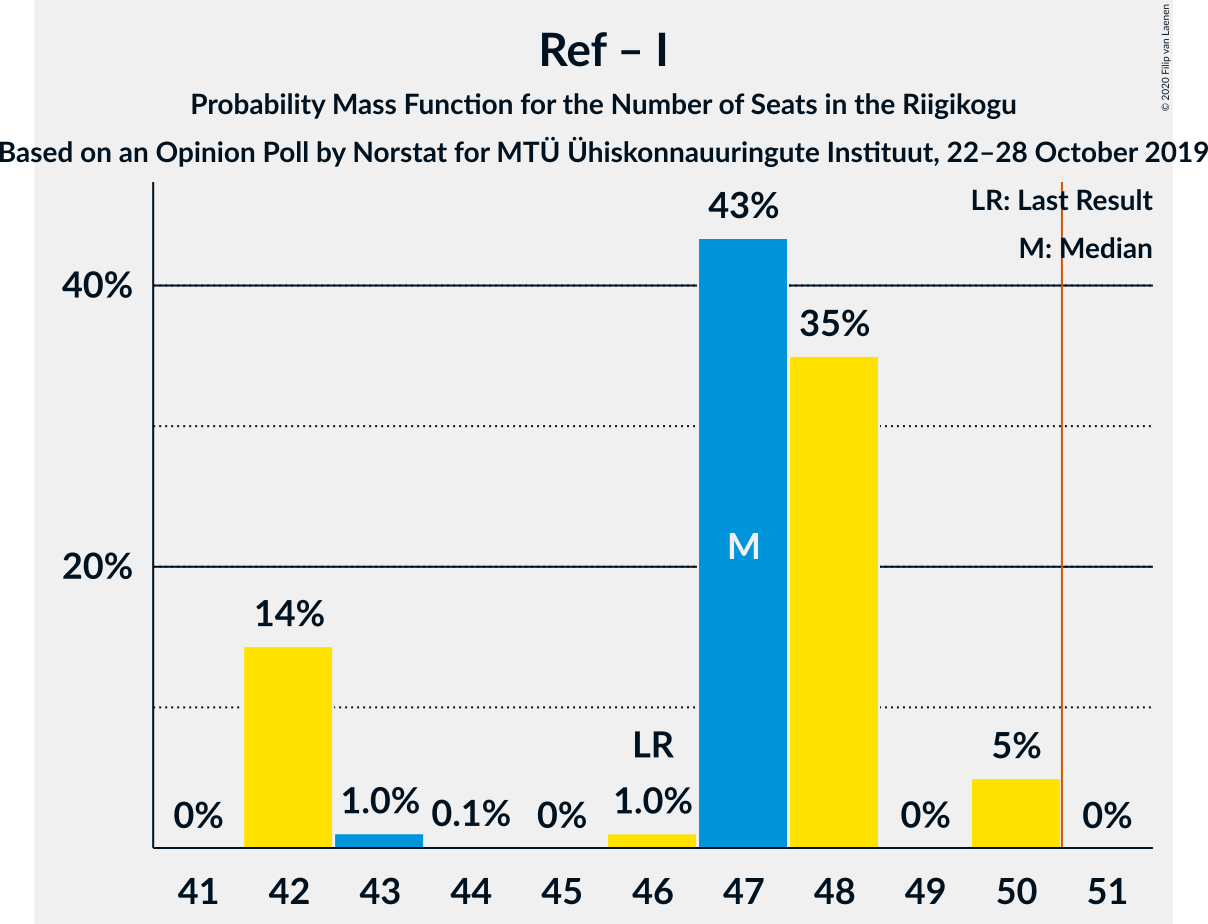 Ref – I
Probability Mass Function for the Number of Seats in the Riigikogu
Based on an Opinion Poll by Norstat for MTÜ Ühiskonnauuringute Instituut, 22–28 October 2019
© 2020 Filip van Laenen
LR: Last Result
M: Median
43%
40%
35%
M
20%
14%
LR
5%
0%
1.0%
0.1%
0%
1.0%
0%
0%
41 42 43 44 45 46 47 48 49 50 51